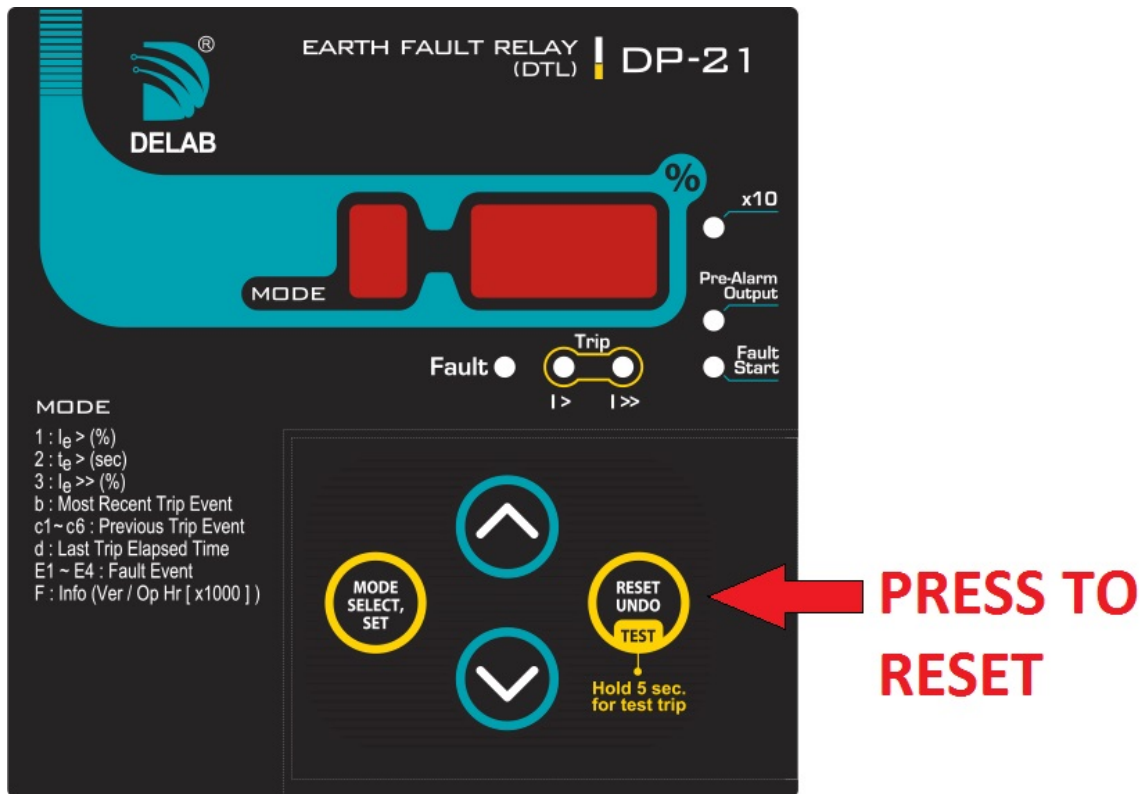 EARTH FAULT RELAY
(DTL)
DP-21
®
DELAB
%
x10
MODE
Pre-Alarm
Output
Trip
Fault
Fault
Start
I >
I >>
MODE
1 : Ie > (%)
2 : te > (sec)
3 : Ie >> (%)
b : Most Recent Trip Event
c1~ c6 : Previous Trip Event
d : Last Trip Elapsed Time
E1 ~ E4 : Fault Event
F : Info (Ver / Op Hr [ x1000 ] )
MODE
SELECT,
SET
RESET
UNDO
TEST
Hold 5 sec.
for test trip
PRESS TO
RESET